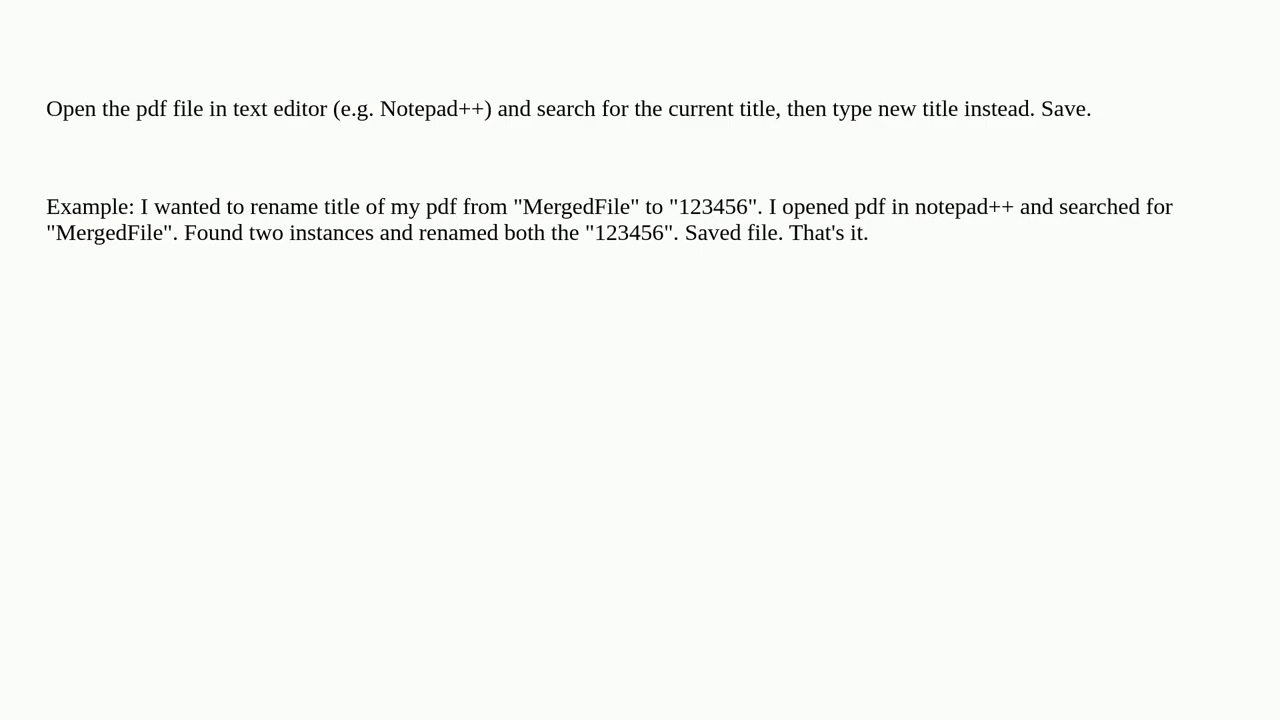 Open the pdf file in text editor (e.g. Notepad++) and search for the current title, then type new title instead. Save.
Example: I wanted to rename title of my pdf from "MergedFile" to "123456". I opened pdf in notepad++ and searched for
"MergedFile". Found two instances and renamed both the "123456". Saved file. That's it.